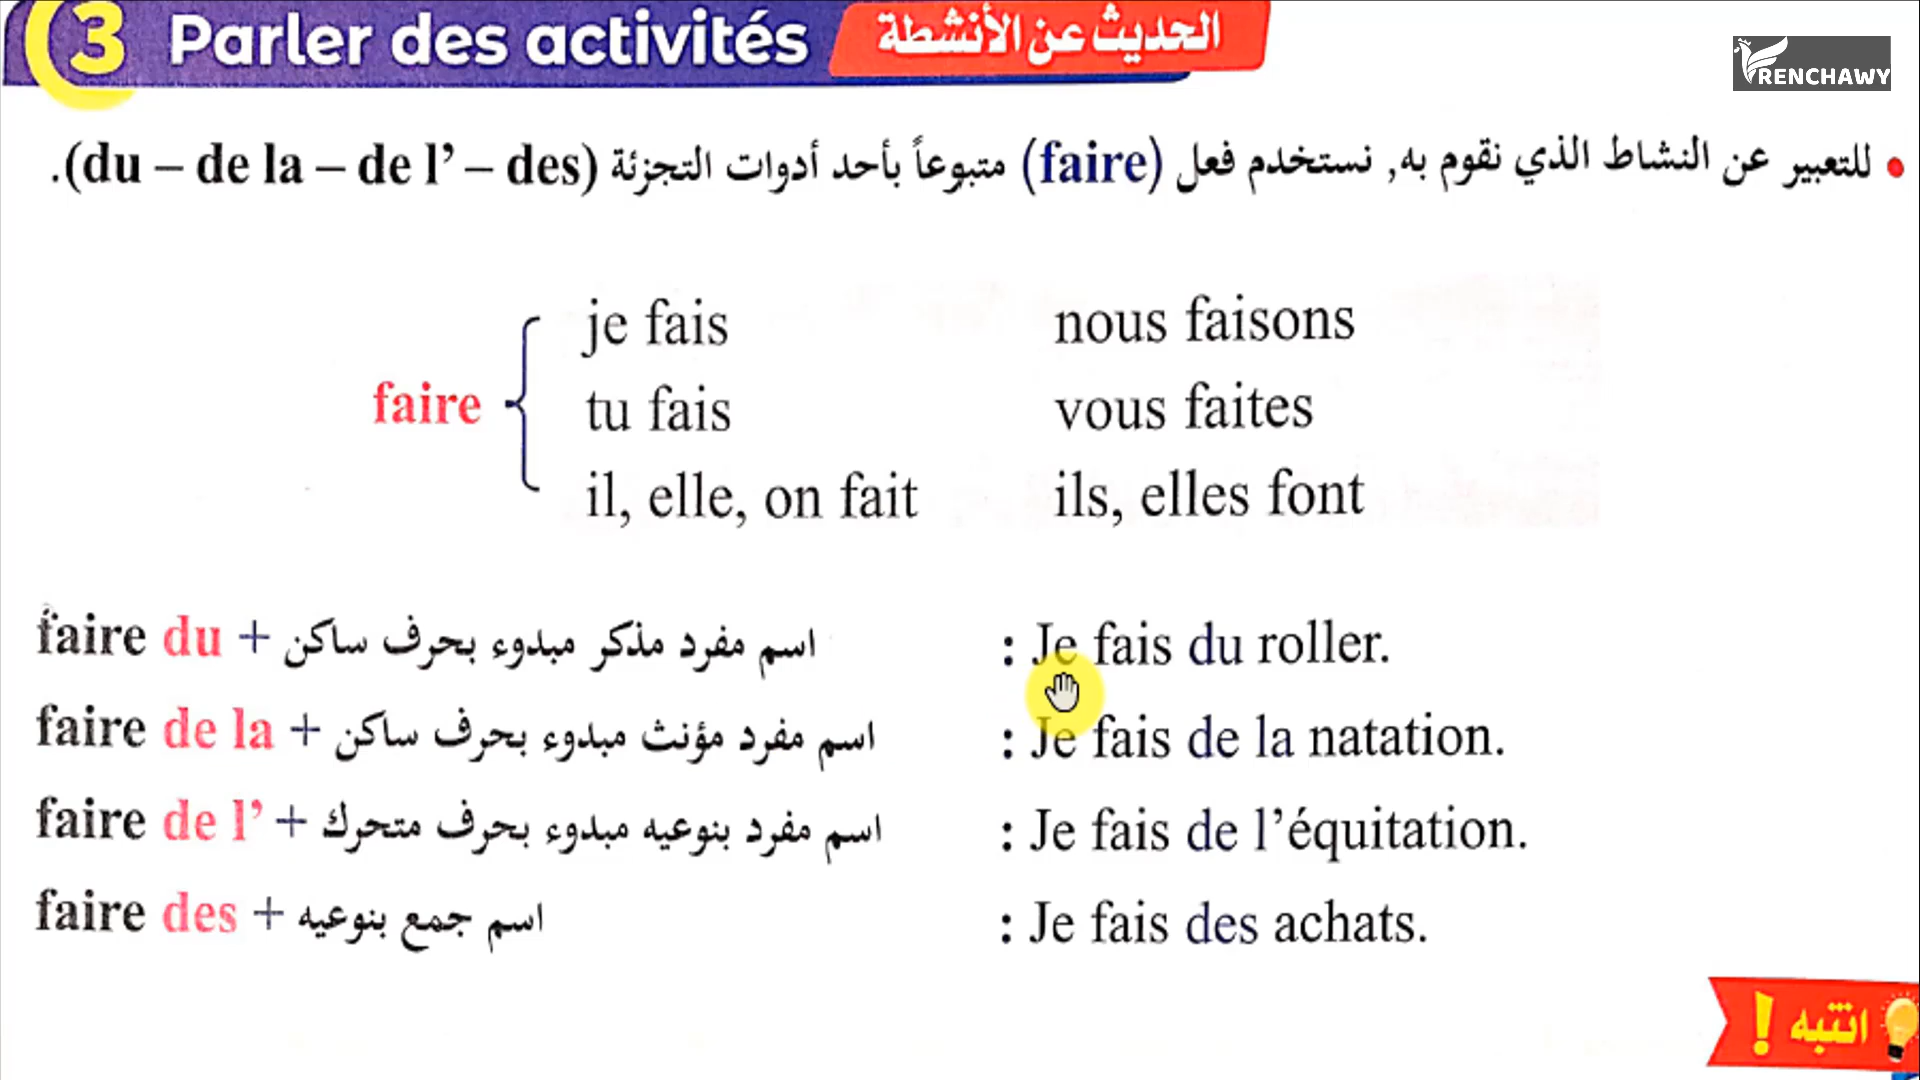 3 Parler des activités الحديث عن الأنشطة
RENCHAWY
• للتعبير عن النشاط الذي نقوم به, نستخدم فعل (faire) متبوعاً بأحد أدوات التجزئة (du – de la – de l’ – des).
je fais nous faisons
faire tu fais vous faites
il, elle, on fait ils, elles font
faire du + اسم مفرد مذكر مبدوء بحرف ساكن : Je fais du roller.
faire de la + اسم مفرد مؤنث مبدوء بحرف ساكن : Je fais de la natation.
faire de l’ + اسم مفرد بنوعيه مبدوء بحرف متحرك : Je fais de l’équitation.
faire des + اسم جمع بنوعيه : Je fais des achats.
انتبه !